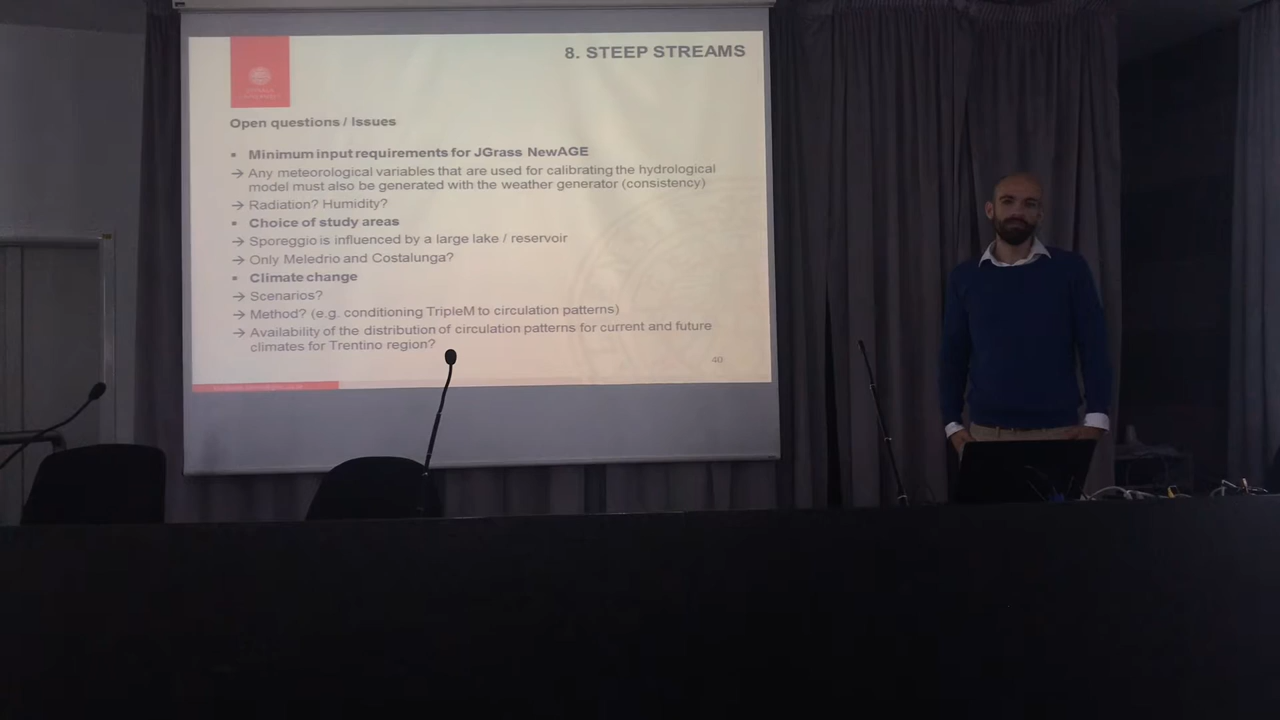 8. STEEP STREAMS
Open questions / Issues
▪ Minimum input requirements for JGrass NewAGE
→ Any meteorological variables that are used for calibrating the hydrological
model must also be generated with the weather generator (consistency)
→ Radiation? Humidity?
▪ Choice of study areas
→ Sporeggio is influenced by a large lake / reservoir
→ Only Meledrio and Costalunga?
▪ Climate change
→ Scenarios?
→ Method? (e.g. conditioning TripleM to circulation patterns)
→ Availability of the distribution of circulation patterns for current and future
climates for Trentino region?
40